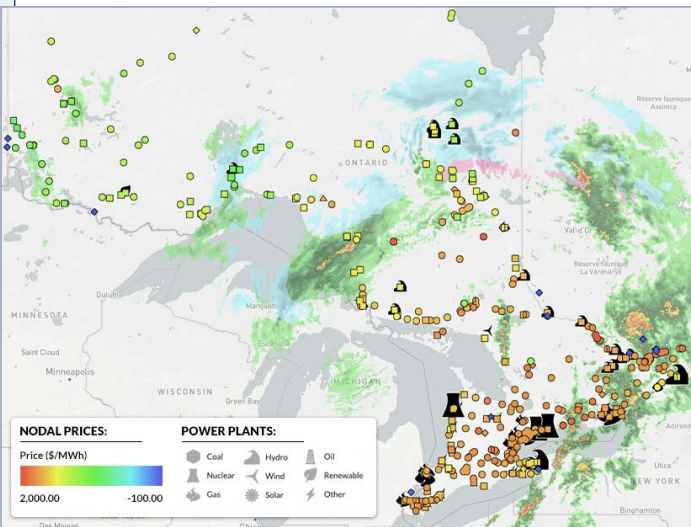 Réserve faunique
Assinica
ONTARIO
Val-d'Or
Réserve faunique
La Vérendrye
Duluth
Marquette
MINNESOTA
Escanaba
Saint Cloud
Minneapolis
MICHIGAN
WISCONSIN
Green Bay
NODAL PRICES:
Price ($/MWh)
2,000.00
-100.00
POWER PLANTS:
Coal
Hydro
Oil
Nuclear
Wind
Renewable
Gas
Solar
Other
Utica
NEW YORK
Binghamton
Des Moines